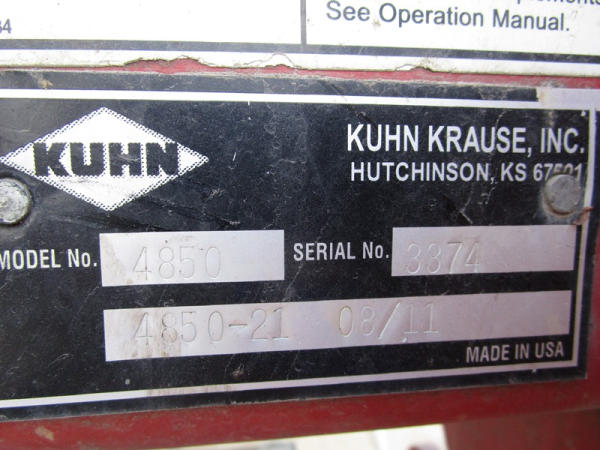 See Operation Manual.
KUHN
KUHN KRAUSE, INC.
HUTCHINSON, KS 67501
MODEL No. 4850 SERIAL No. 3374
4850-21 08/11
MADE IN USA